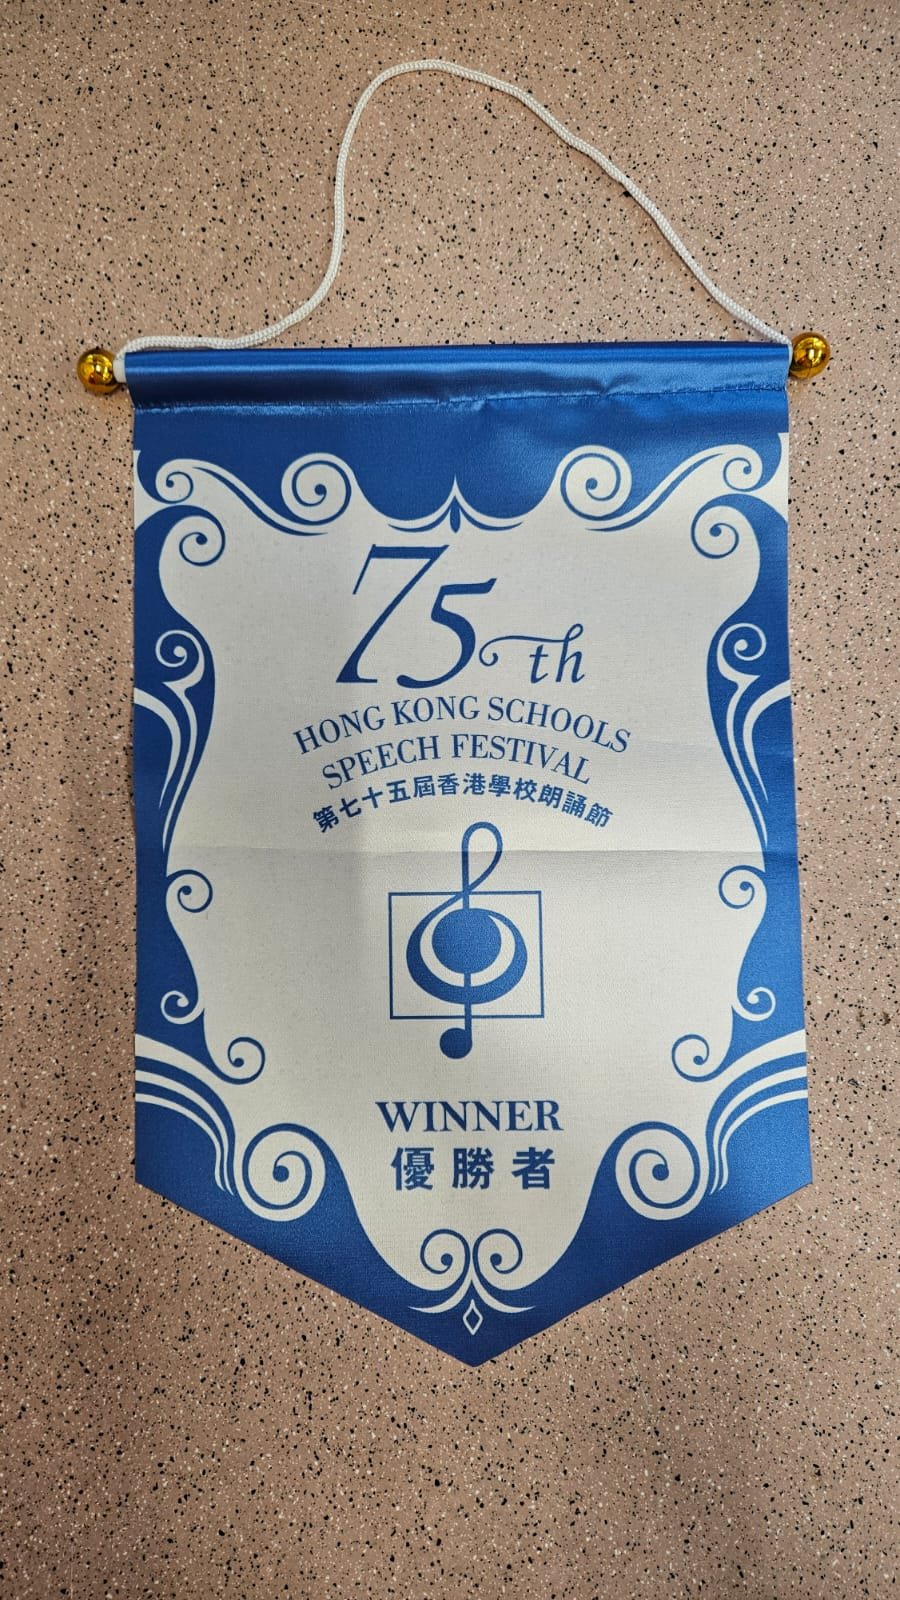 75th
HONG KONG SCHOOLS
SPEECH FESTIVAL
第七十五屆香港學校朗誦節
WINNER
優勝者